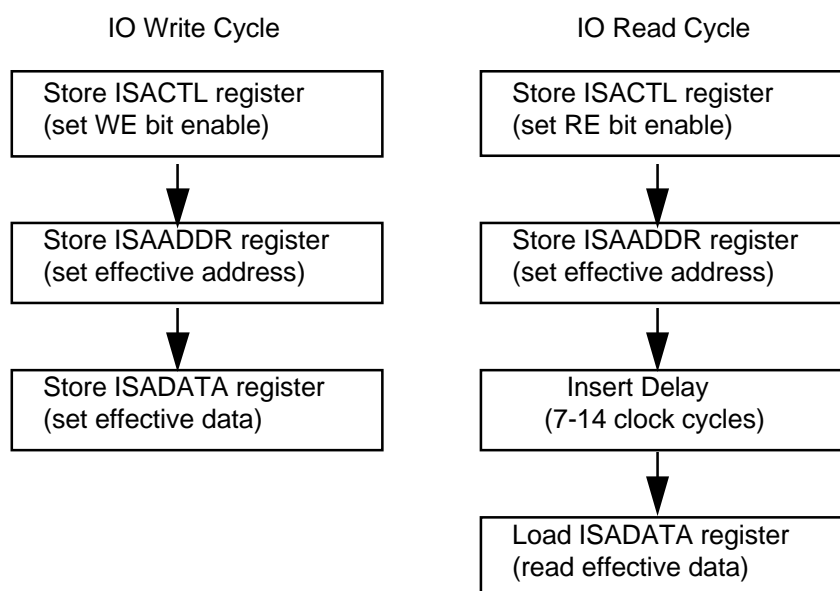 IO Write Cycle
Store ISACTL register
(set WE bit enable)
Store ISAADDR register
(set effective address)
Store ISADATA register
(set effective data)
IO Read Cycle
Store ISACTL register
(set RE bit enable)
Store ISAADDR register
(set effective address)
Insert Delay
(7-14 clock cycles)
Load ISADATA register
(read effective data)